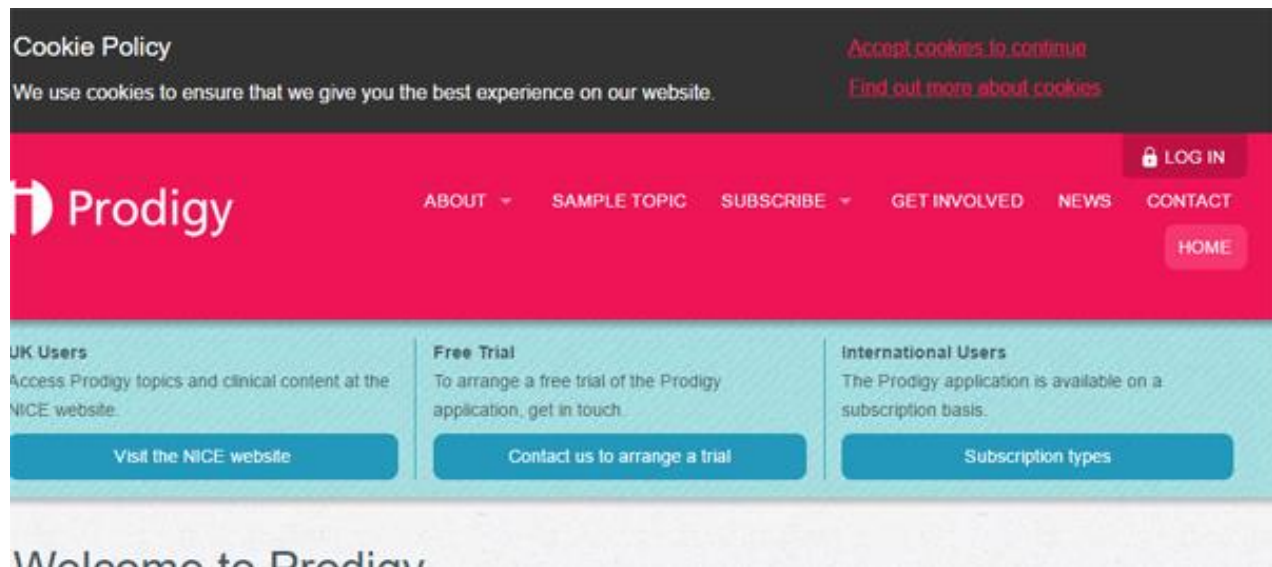 Cookie Policy
Accept cookies to continue
We use cookies to ensure that we give you the best experience on our website.
Find out more about cookies
LOG IN
Prodigy
ABOUT
SAMPLE TOPIC
SUBSCRIBE
GET INVOLVED
NEWS
CONTACT
HOME
UK Users
Access Prodigy topics and clinical content at the
NICE website.
Visit the NICE website
Free Trial
To arrange a free trial of the Prodigy
application, get in touch.
Contact us to arrange a trial
International Users
The Prodigy application is available on a
subscription basis.
Subscription types
Welcome to Prodigy